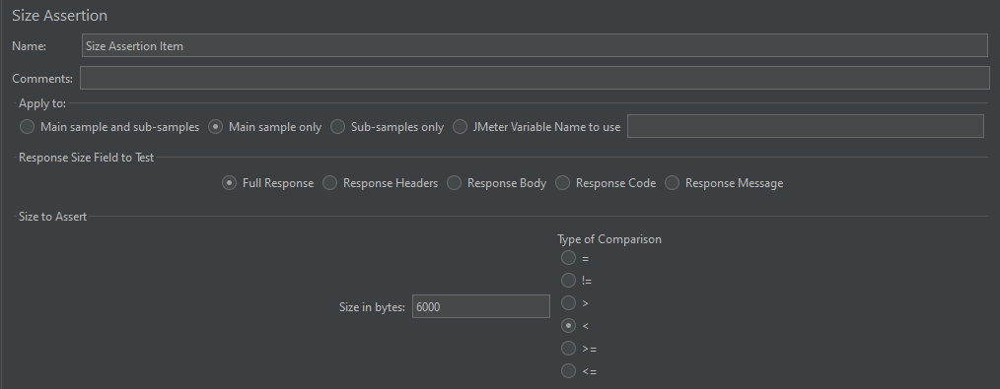 Size Assertion
Name: Size Assertion Item
Comments:
Apply to:
Main sample and sub-samples Main sample only Sub-samples only JMeter Variable Name to use
Response Size Field to Test
Full Response Response Headers Response Body Response Code Response Message
Size to Assert
Type of Comparison
=
!=
>
Size in bytes: 6000
<
>=
<=